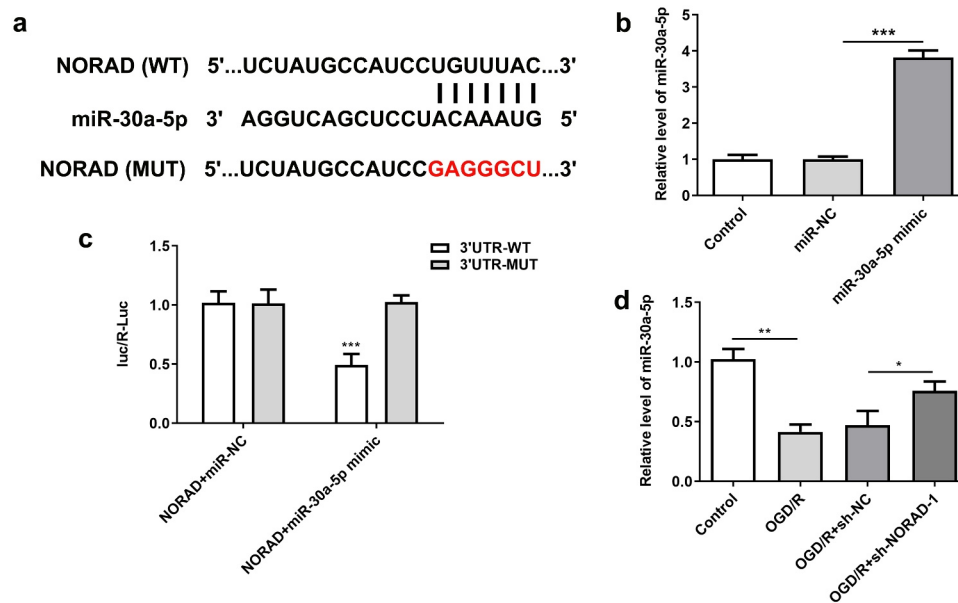 a
NORAD (WT) 5'...UCUAUGCCAUCCUGUUUAC...3'
miR-30a-5p 3' AGGUCAGCUCCUACAAAUG 5'
NORAD (MUT) 5'...UCUAUGCCAUCCGAGGGCU...3'
b
Relative level of miR-30a-5p
5
4
3
2
1
0
***
Control
miR-NC
miR-30a-5p mimic
c
luc/R-Luc
1.5
1.0
0.5
0.0
3'UTR-WT
3'UTR-MUT
***
NORAD+miR-NC
NORAD+miR-30a-5p mimic
d
Relative level of miR-30a-5p
1.5
1.0
0.5
0.0
**
*
Control
OGD/R
OGD/R+sh-NC
OGD/R+sh-NORAD-1